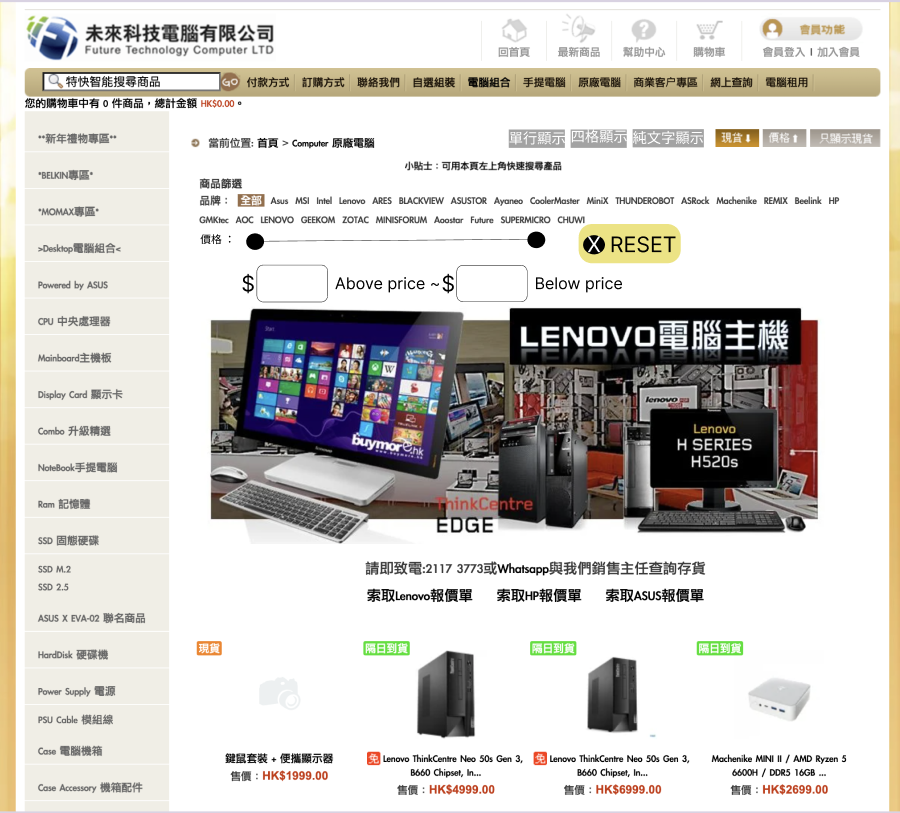 未來科技電腦有限公司
Future Technology Computer LTD
回首頁
最新商品
幫助中心
購物車
會員功能
會員登入 | 加入會員
特快智能搜尋商品 GO 付款方式 訂購方式 聯絡我們 自選組裝 電腦組合 手提電腦 原廠電腦 商業客户專區 網上查詢 電腦租用
您的購物車中有 0 件商品，總計金額 HK$0.00。
**新年禮物專區**
*BELKIN專區*
*MOMAX專區*
>Desktop電腦組合<
Powered by ASUS
CPU 中央處理器
Mainboard主機板
Display Card 顯示卡
Combo 升級精選
NoteBook手提電腦
Ram 記憶體
SSD 固態硬碟
SSD M.2
SSD 2.5
ASUS X EVA-02 聯名商品
HardDisk 硬碟機
Power Supply 電源
PSU Cable 模組線
Case 電腦機箱
Case Accessory 機箱配件
當前位置: 首頁 > Computer 原廠電腦
單行顯示 四格顯示 純文字顯示 現貨⬇ 價格⬆ 只顯示現貨
小貼士：可用本頁左上角快速搜尋產品
商品篩選
品牌： 全部 Asus MSI Intel Lenovo ARES BLACKVIEW ASUSTOR Ayaneo CoolerMaster MiniX THUNDEROBOT ASRock Machenike REMIX Beelink HP
GMKtec AOC LENOVO GEEKOM ZOTAC MINISFORUM Aoostar Future SUPERMICRO CHUWI
價格：
X RESET
$ Above price ~ $ Below price
LENOVO電腦主機
Start
lenovo
buymore.hk
Lenovo
H SERIES
H520s
ThinkCentre
EDGE
請即致電:2117 3773或Whatsapp與我們銷售主任查詢存貨
索取Lenovo報價單 索取HP報價單 索取ASUS報價單
現貨
鍵鼠套裝 + 便攜顯示器
售價：HK$1999.00
隔日到貨
免 Lenovo ThinkCentre Neo 50s Gen 3,
B660 Chipset, In...
售價：HK$4999.00
隔日到貨
免 Lenovo ThinkCentre Neo 50s Gen 3,
B660 Chipset, In...
售價：HK$6999.00
隔日到貨
Machenike MINI II / AMD Ryzen 5
6600H / DDR5 16GB ...
售價：HK$2699.00